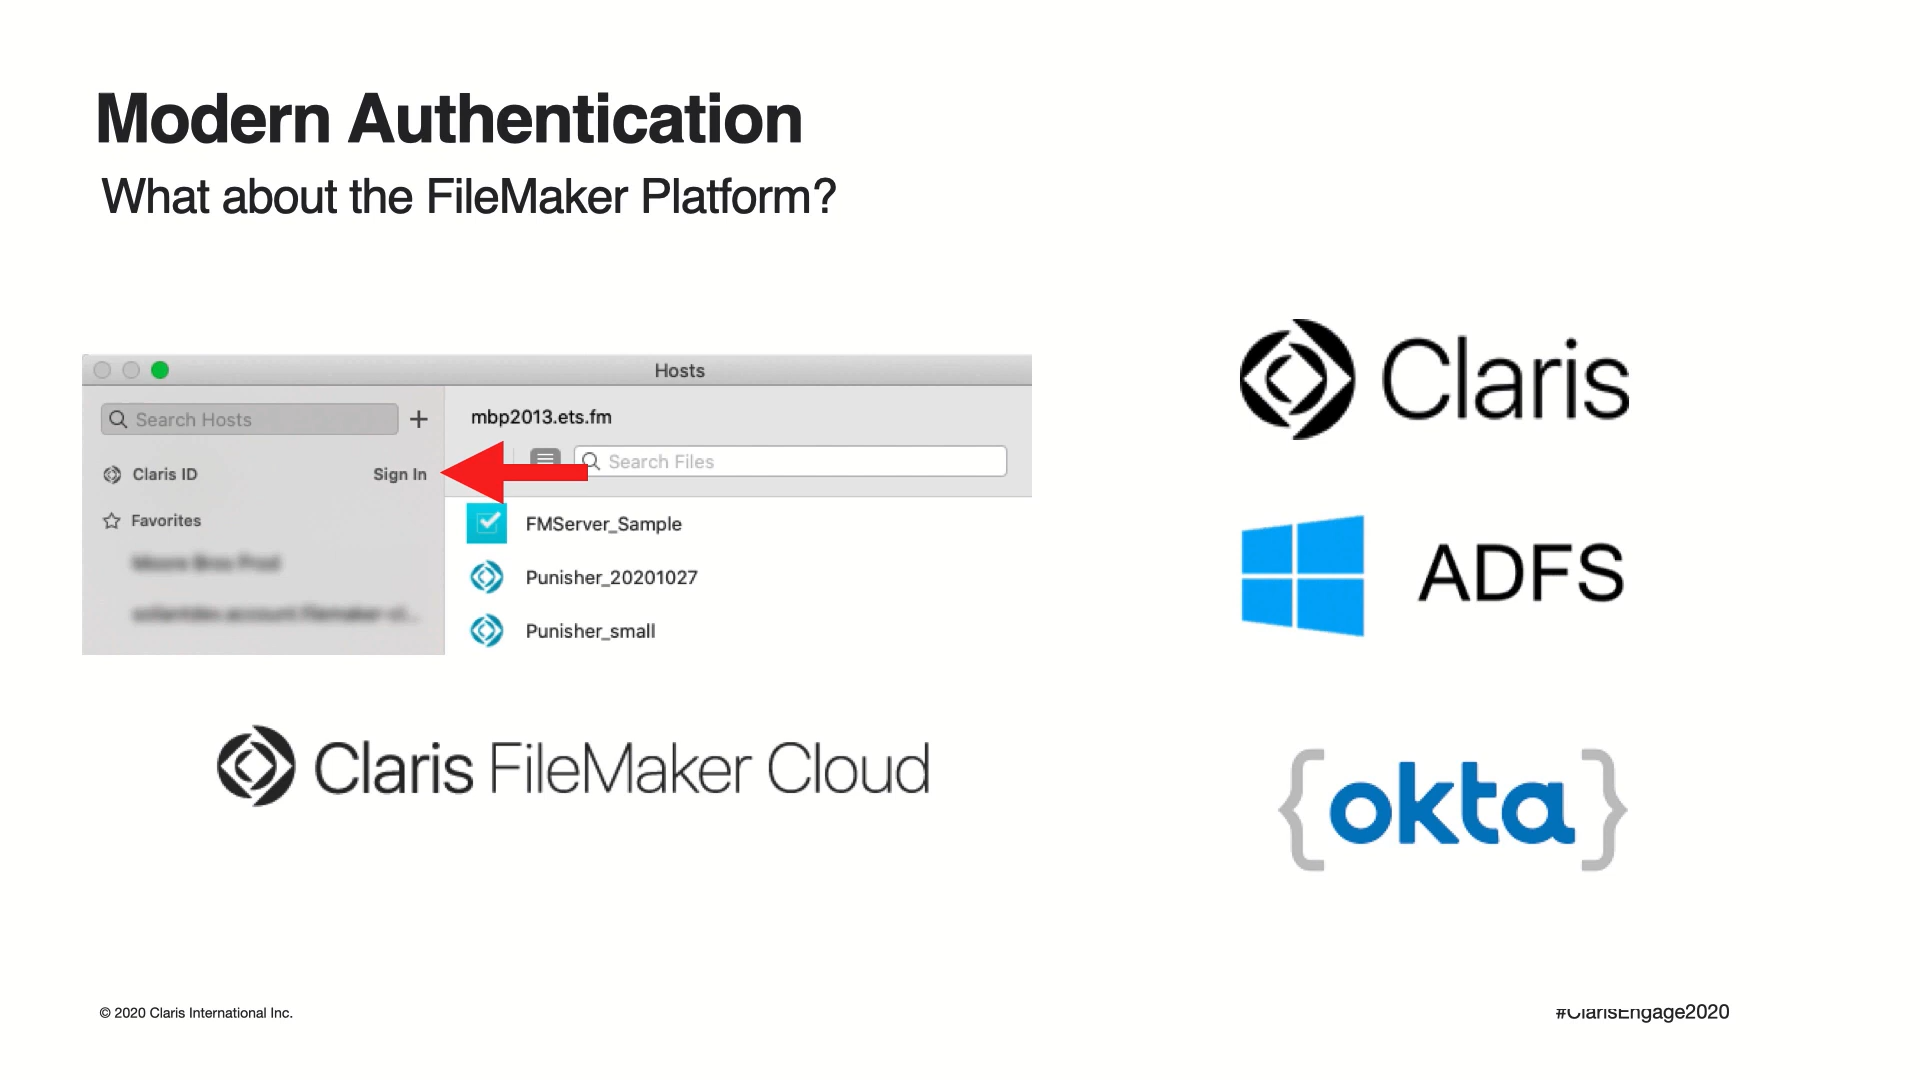 Modern Authentication
What about the FileMaker Platform?
Hosts
Search Hosts
Claris ID
Sign In
Favorites
mbp2013.ets.fm
Search Files
FMServer_Sample
Punisher_20201027
Punisher_small
Claris FileMaker Cloud
Claris
ADFS
{okta}
© 2020 Claris International Inc.
#ClarisEngage2020